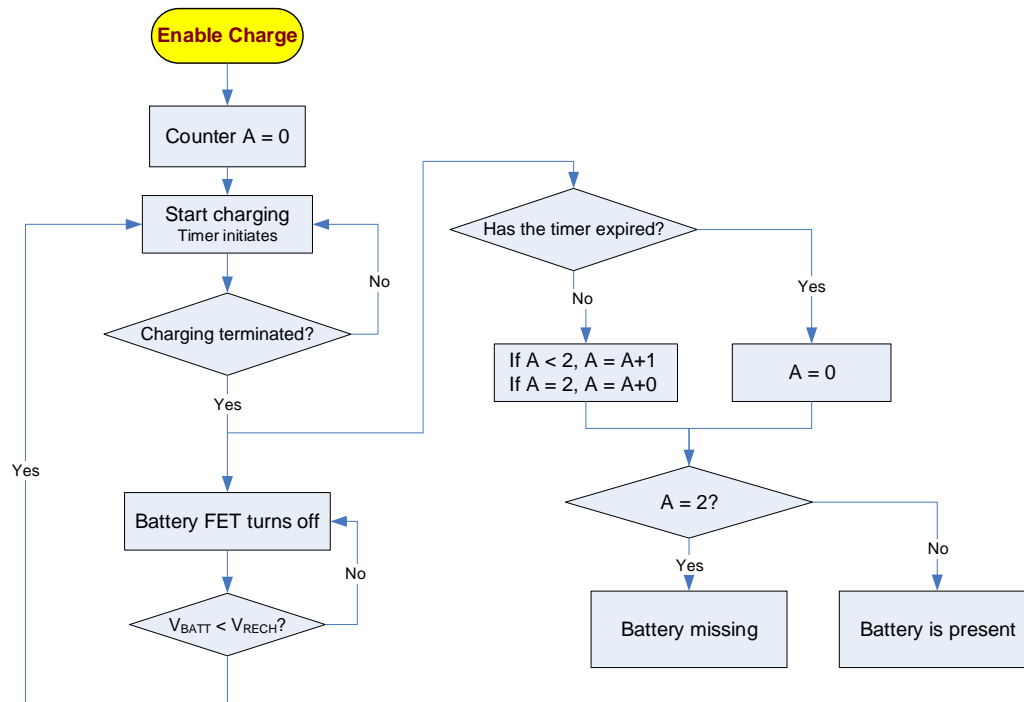 Enable Charge
Counter A = 0
Start charging
Timer initiates
No
Charging terminated?
Yes
Yes
Battery FET turns off
No
VBATT < VRECH?
Has the timer expired?
No
Yes
If A < 2, A = A+1
If A = 2, A = A+0
A = 0
A = 2?
Yes
No
Battery missing
Battery is present